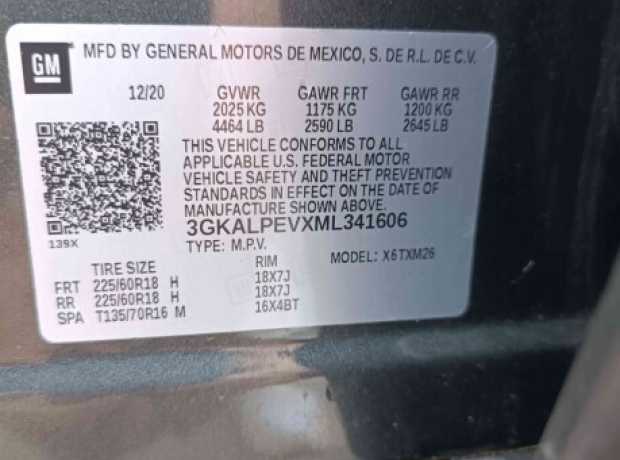 GM
MFD BY GENERAL MOTORS DE MEXICO, S. DE R.L. DE C.V.
12/20 GVWR GAWR FRT GAWR RR
2025 KG 1175 KG 1200 KG
4464 LB 2590 LB 2645 LB
THIS VEHICLE CONFORMS TO ALL
APPLICABLE U.S. FEDERAL MOTOR
VEHICLE SAFETY AND THEFT PREVENTION
STANDARDS IN EFFECT ON THE DATE OF
MANUFACTURE SHOWN ABOVE.
139X
3GKALPEVXML341606
TYPE: M.P.V. MODEL: X6TXM26
TIRE SIZE RIM
FRT 225/60R18 H 18X7J
RR 225/60R18 H 18X7J
SPA T135/70R16 M 16X4BT